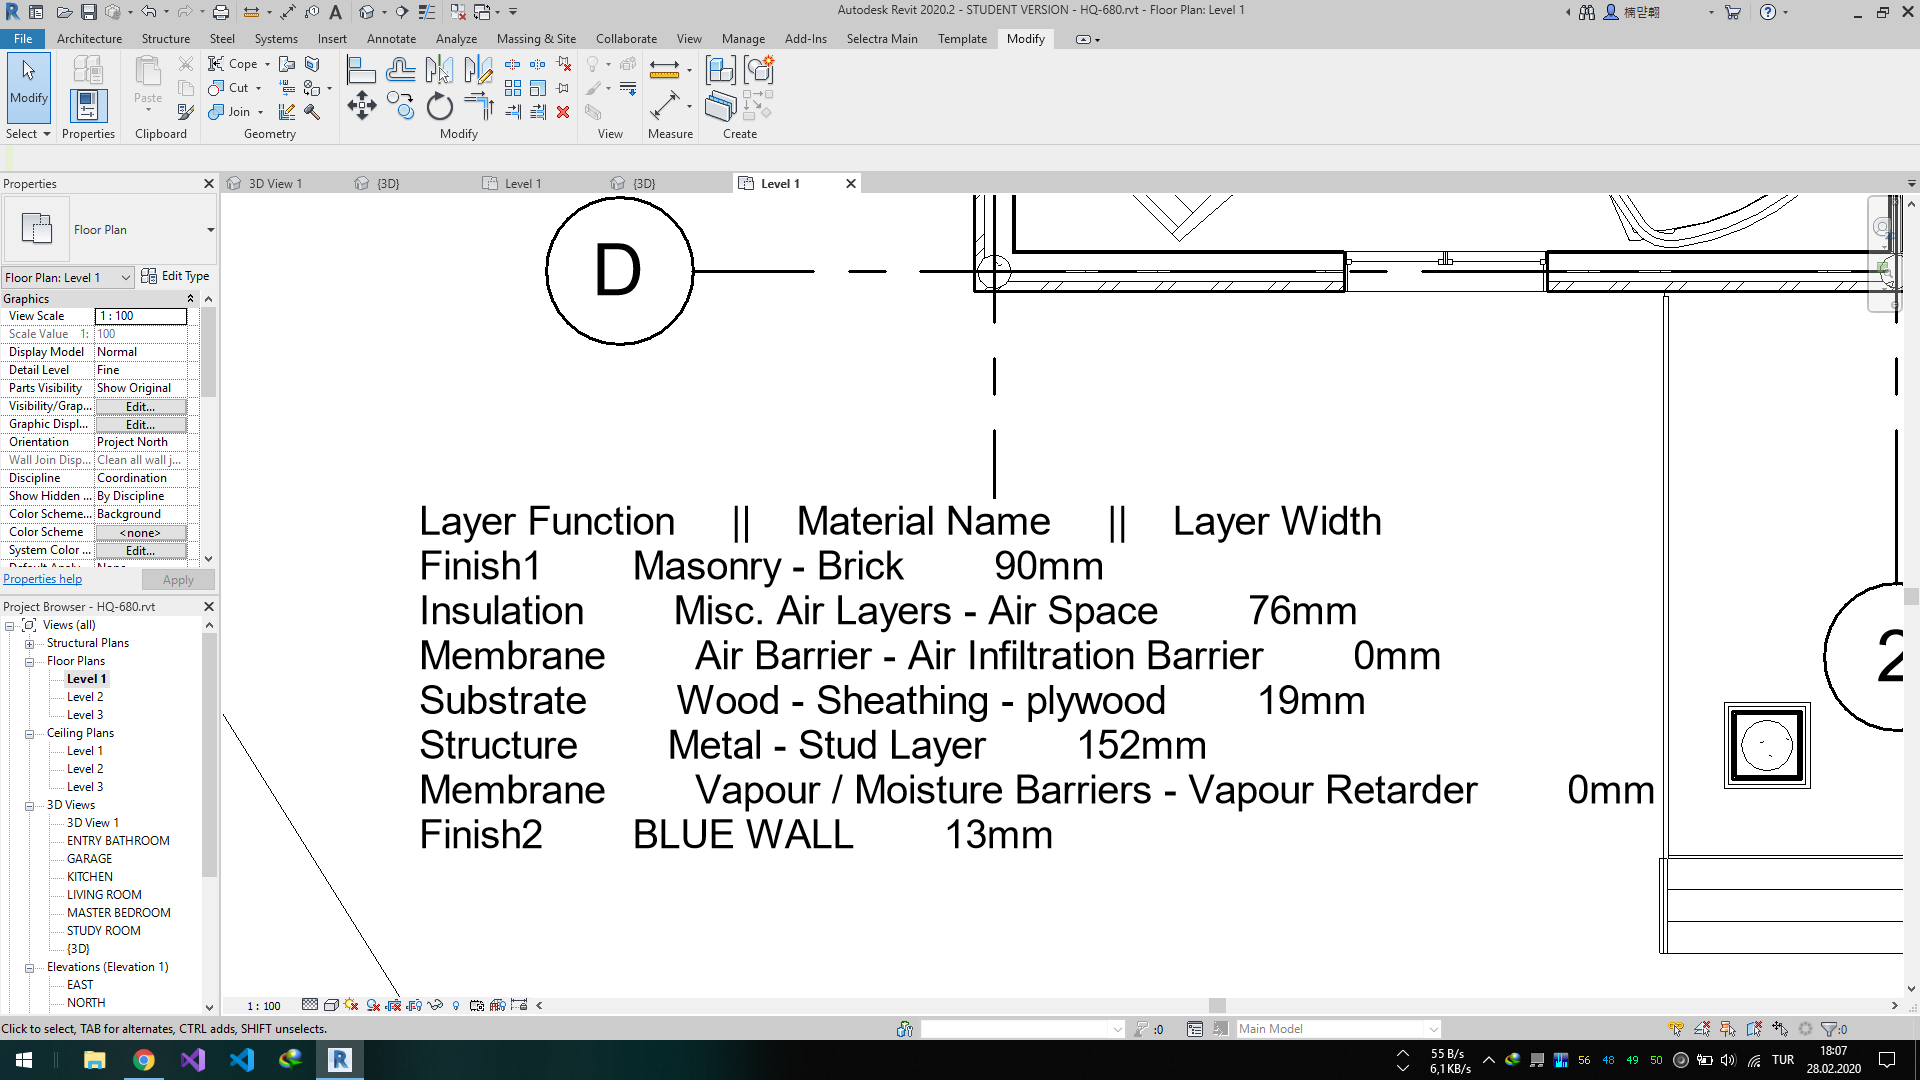 Autodesk Revit 2020.2 - STUDENT VERSION - HQ-680.rvt - Floor Plan: Level 1
File Architecture Structure Steel Systems Insert Annotate Analyze Massing & Site Collaborate View Manage Add-Ins Selectra Main Template Modify
Modify
Paste
Cope
Cut
Join
Select Properties Clipboard Geometry Modify View Measure Create
Properties
3D View 1 {3D} Level 1 {3D} Level 1
Floor Plan
Floor Plan: Level 1 Edit Type
Graphics
View Scale 1 : 100
Scale Value 1: 100
Display Model Normal
Detail Level Fine
Parts Visibility Show Original
Visibility/Grap... Edit...
Graphic Displ... Edit...
Orientation Project North
Wall Join Disp... Clean all wall j...
Discipline Coordination
Show Hidden ... By Discipline
Color Scheme... Background
Color Scheme <none>
System Color ... Edit...
Properties help Apply
Project Browser - HQ-680.rvt
Views (all)
Structural Plans
Floor Plans
Level 1
Level 2
Level 3
Ceiling Plans
Level 1
Level 2
Level 3
3D Views
3D View 1
ENTRY BATHROOM
GARAGE
KITCHEN
LIVING ROOM
MASTER BEDROOM
STUDY ROOM
{3D}
Elevations (Elevation 1)
EAST
NORTH
D
2
Layer Function || Material Name || Layer Width
Finish1 Masonry - Brick 90mm
Insulation Misc. Air Layers - Air Space 76mm
Membrane Air Barrier - Air Infiltration Barrier 0mm
Substrate Wood - Sheathing - plywood 19mm
Structure Metal - Stud Layer 152mm
Membrane Vapour / Moisture Barriers - Vapour Retarder 0mm
Finish2 BLUE WALL 13mm
1 : 100
Click to select, TAB for alternates, CTRL adds, SHIFT unselects.
:0
Main Model
:0
55 B/s
6,1 KB/s
56 48 49 50
TUR
18:07
28.02.2020